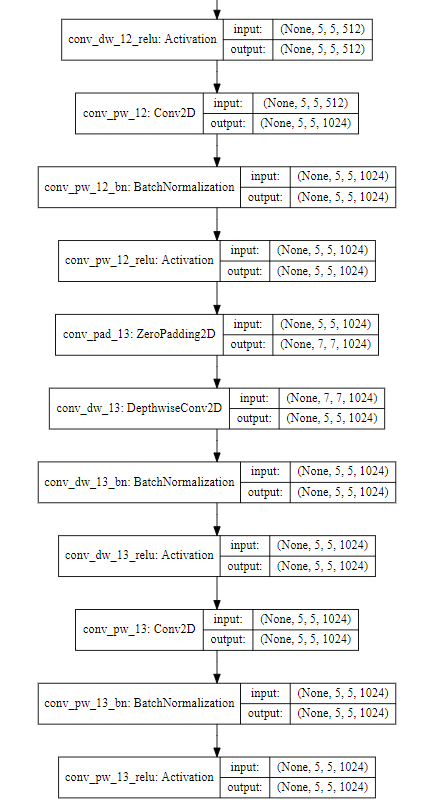 conv_dw_12_relu: Activation input: (None, 5, 5, 512)
output: (None, 5, 5, 512)
conv_pw_12: Conv2D input: (None, 5, 5, 512)
output: (None, 5, 5, 1024)
conv_pw_12_bn: BatchNormalization input: (None, 5, 5, 1024)
output: (None, 5, 5, 1024)
conv_pw_12_relu: Activation input: (None, 5, 5, 1024)
output: (None, 5, 5, 1024)
conv_pad_13: ZeroPadding2D input: (None, 5, 5, 1024)
output: (None, 7, 7, 1024)
conv_dw_13: DepthwiseConv2D input: (None, 7, 7, 1024)
output: (None, 5, 5, 1024)
conv_dw_13_bn: BatchNormalization input: (None, 5, 5, 1024)
output: (None, 5, 5, 1024)
conv_dw_13_relu: Activation input: (None, 5, 5, 1024)
output: (None, 5, 5, 1024)
conv_pw_13: Conv2D input: (None, 5, 5, 1024)
output: (None, 5, 5, 1024)
conv_pw_13_bn: BatchNormalization input: (None, 5, 5, 1024)
output: (None, 5, 5, 1024)
conv_pw_13_relu: Activation input: (None, 5, 5, 1024)
output: (None, 5, 5, 1024)